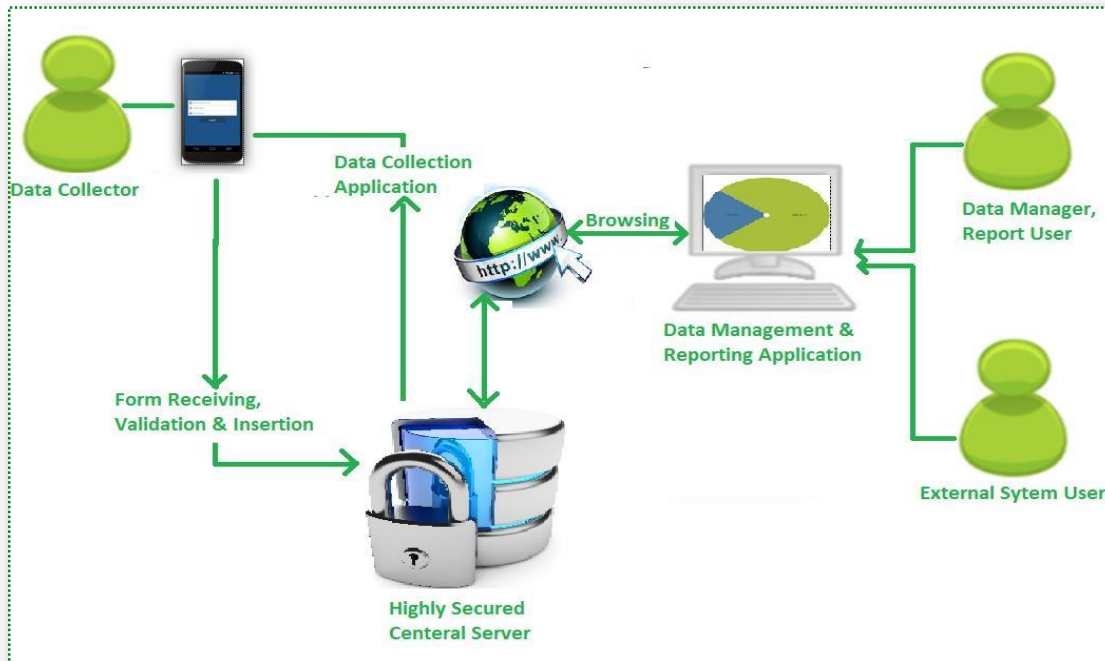 Data Collector
Data Collection
Application
http://www
Browsing
Data Manager,
Report User
Data Management &
Reporting Application
Form Receiving,
Validation & Insertion
External Sytem User
Highly Secured
Centeral Server